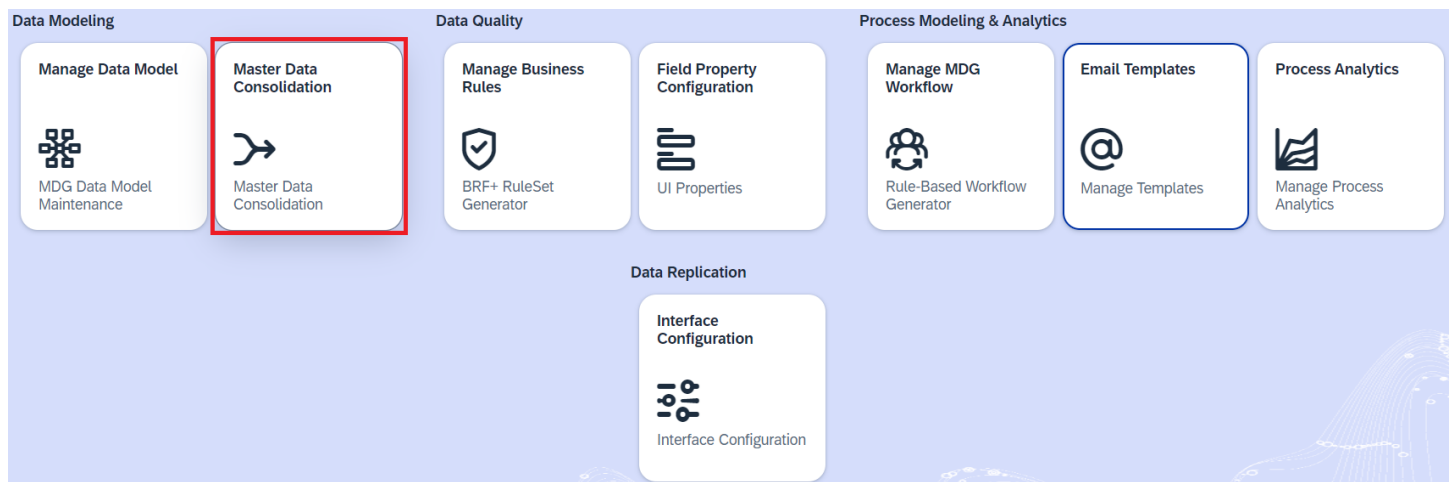 Data Modeling
Manage Data Model
MDG Data Model
Maintenance
Master Data
Consolidation
Master Data
Consolidation
Data Quality
Manage Business
Rules
BRF+ RuleSet
Generator
Field Property
Configuration
UI Properties
Process Modeling & Analytics
Manage MDG
Workflow
Rule-Based Workflow
Generator
Email Templates
Manage Templates
Process Analytics
Manage Process
Analytics
Data Replication
Interface
Configuration
Interface Configuration